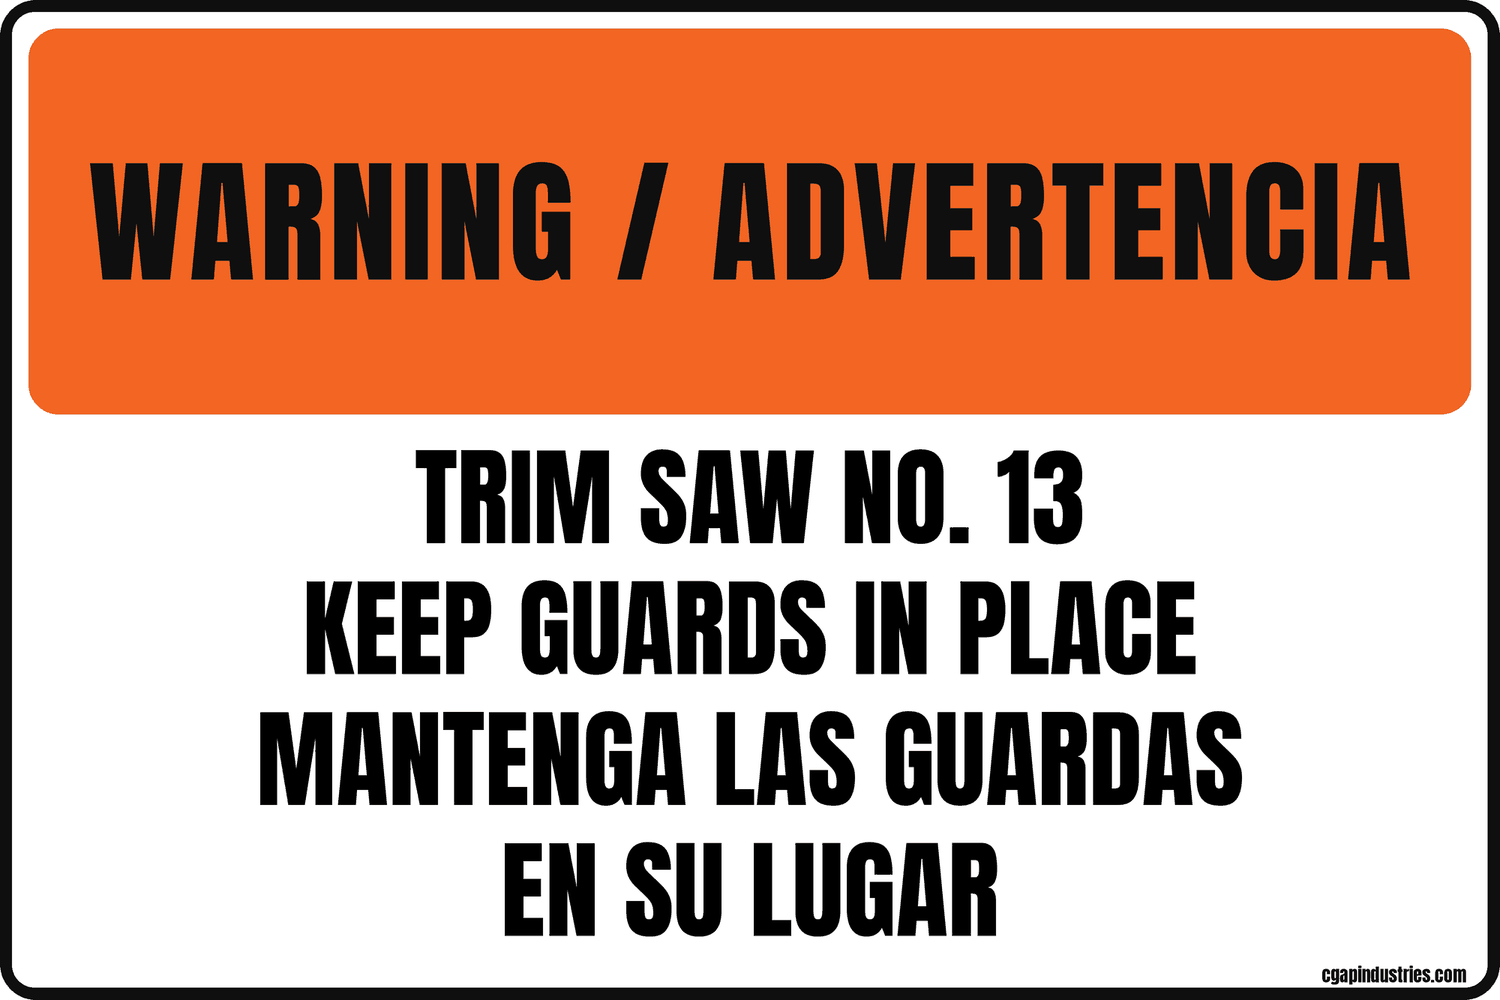 WARNING / ADVERTENCIA
TRIM SAW NO. 13
KEEP GUARDS IN PLACE
MANTENGA LAS GUARDAS
EN SU LUGAR
cgapindustries.com